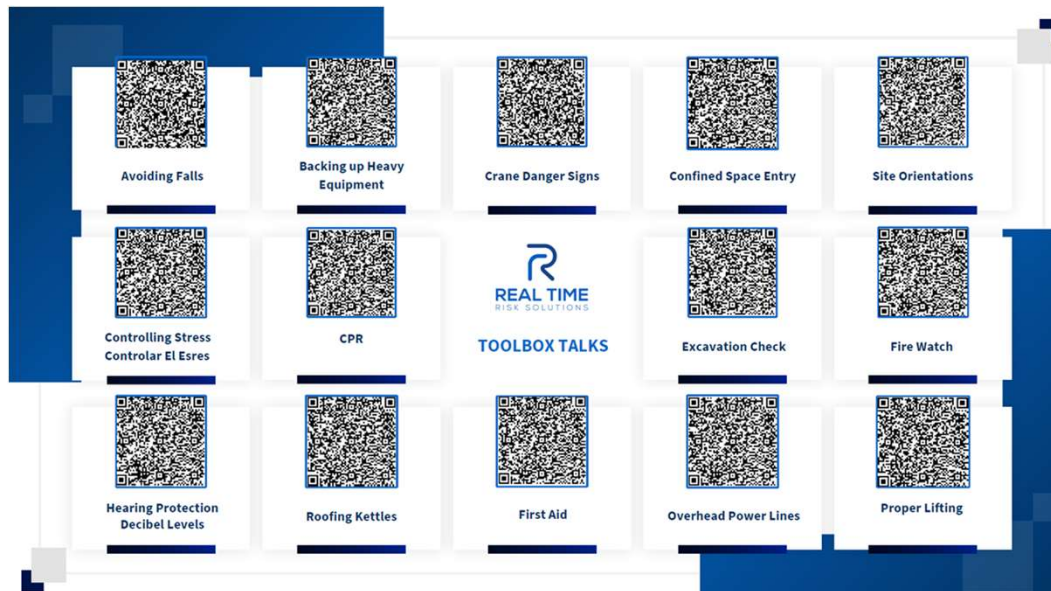 Avoiding Falls
Backing up Heavy
Equipment
Crane Danger Signs
Confined Space Entry
Site Orientations
Controlling Stress
Controlar El Esres
CPR
REAL TIME
RISK SOLUTIONS
TOOLBOX TALKS
Excavation Check
Fire Watch
Hearing Protection
Decibel Levels
Roofing Kettles
First Aid
Overhead Power Lines
Proper Lifting